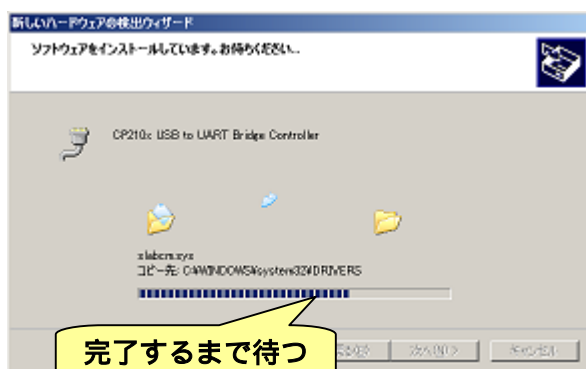 新しいハードウェアの検出ウィザード
ソフトウェアをインストールしています。お待ちください...
CP210x USB to UART Bridge Controller
slabcm.sys
コピー先: C:¥WINDOWS¥system32¥DRIVERS
完了するまで待つ
次へ(N) >
キャンセル